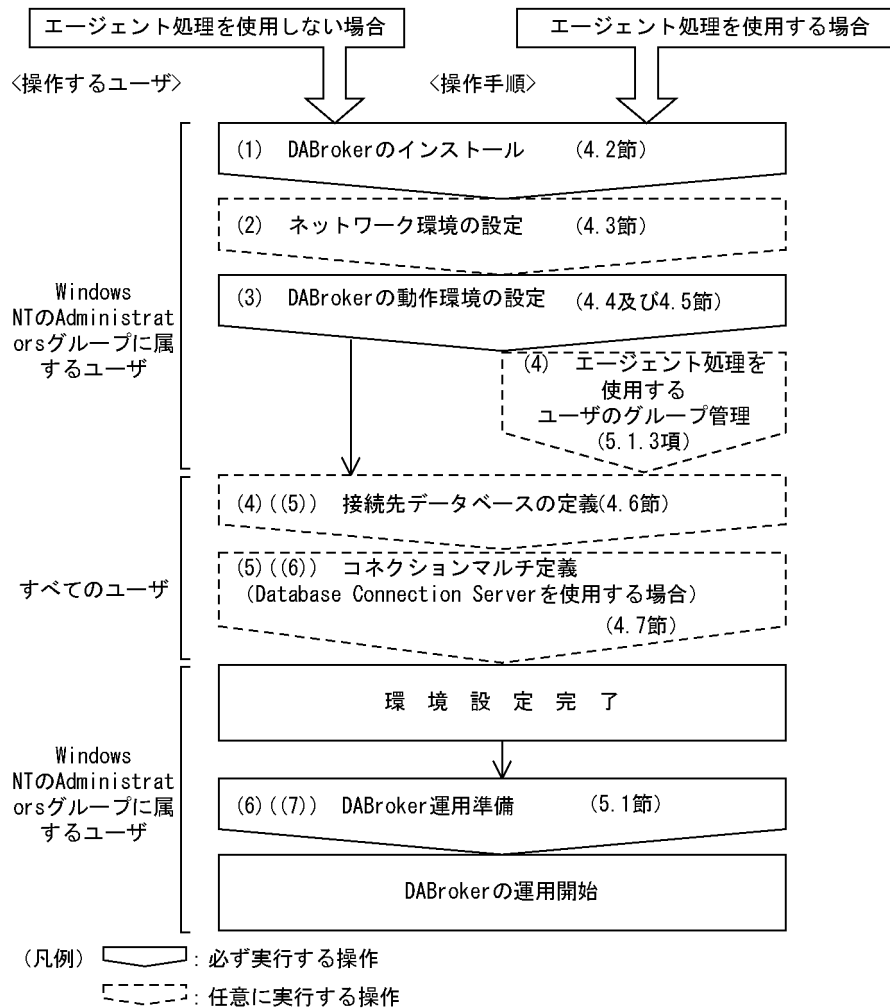 エージェント処理を使用しない場合
エージェント処理を使用する場合
〈操作するユーザ〉
〈操作手順〉
(1) DABrokerのインストール (4.2節)
(2) ネットワーク環境の設定 (4.3節)
(3) DABrokerの動作環境の設定 (4.4及び4.5節)
Windows
NTのAdministrat
orsグループに属
するユーザ
(4) エージェント処理を
使用する
ユーザのグループ管理
(5.1.3項)
(4)((5)) 接続先データベースの定義(4.6節)
すべてのユーザ
(5)((6)) コネクションマルチ定義
(Database Connection Serverを使用する場合)
(4.7節)
環 境 設 定 完 了
Windows
NTのAdministrat
orsグループに属
するユーザ
(6)((7)) DABroker運用準備 (5.1節)
DABrokerの運用開始
(凡例)
:必ず実行する操作
:任意に実行する操作